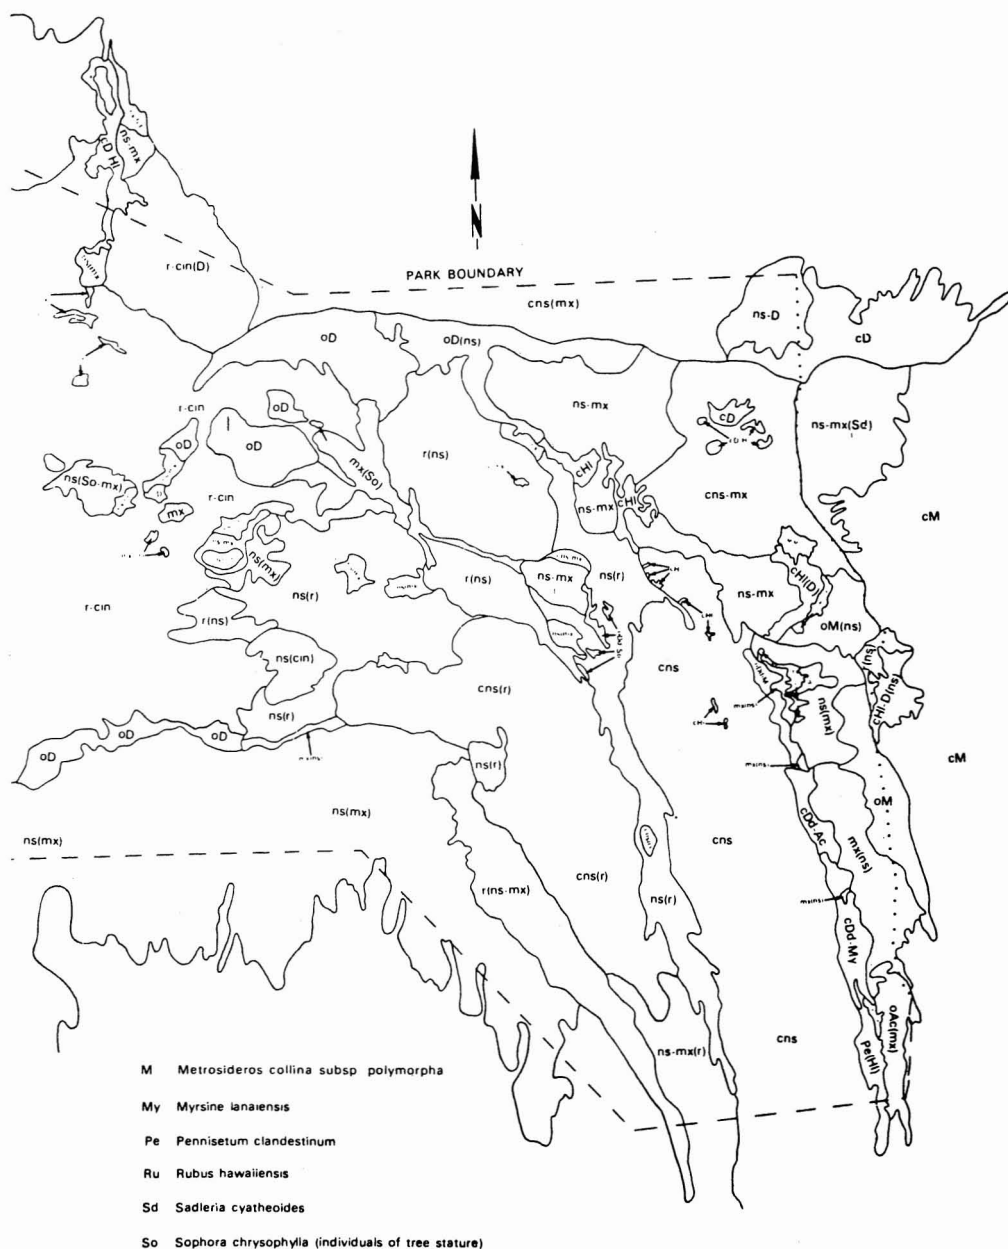 ns-mx
cD HI
N
r-cin(D)
PARK BOUNDARY
cns(mx)
ns-D
cD
oD
oD(ns)
ns-mx
r-cin
oD
cD
ns-mx(Sd)
oD
oD
mx(So)
r(ns)
cHI
ns(So-mx)
r-cin
cns-mx
mx
ns-mx
cHI
cM
ns(mx)
ns(r)
r(ns)
ns-mx
ns(r)
ns-mx
cHI(D)
r-cin
r(ns)
oM(ns)
ns(cin)
cns
(ns)
cHI-D(ns)
cns(r)
ns(mx)
ns(r)
oD
oD
oD
ns(r)
cM
oM
ns(mx)
ns(mx)
cns
cDd-Ac
mx(ns)
cns(r)
r(ns-mx)
ns(r)
cDd-My
oAc(mx)
cns
ns-mx(r)
Pe(HI)
M Metrosideros collina subsp polymorpha
My Myrsine lanaiensis
Pe Pennisetum clandestinum
Ru Rubus hawaiiensis
Sd Sadleria cyatheoides
So Sophora chrysophylla (individuals of tree stature)